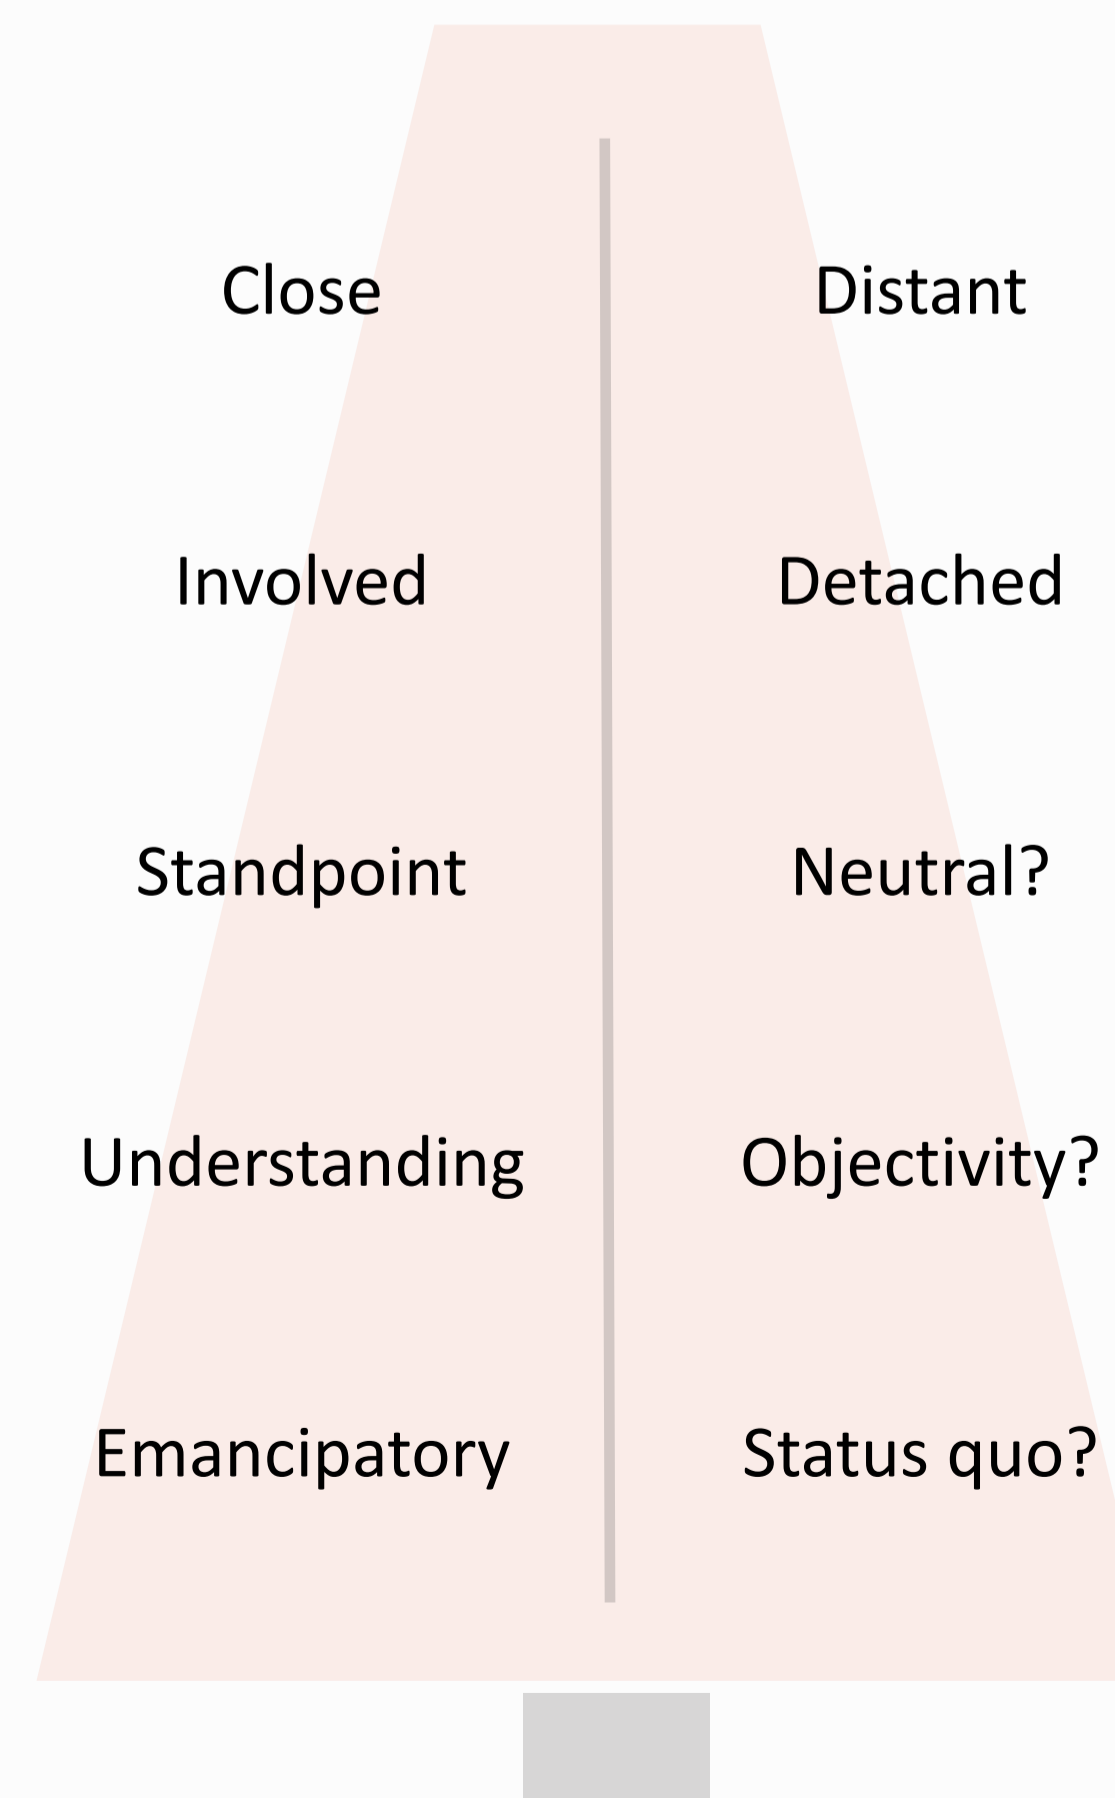 Close Distant
Involved Detached
Standpoint Neutral?
Understanding Objectivity?
Emancipatory Status quo?